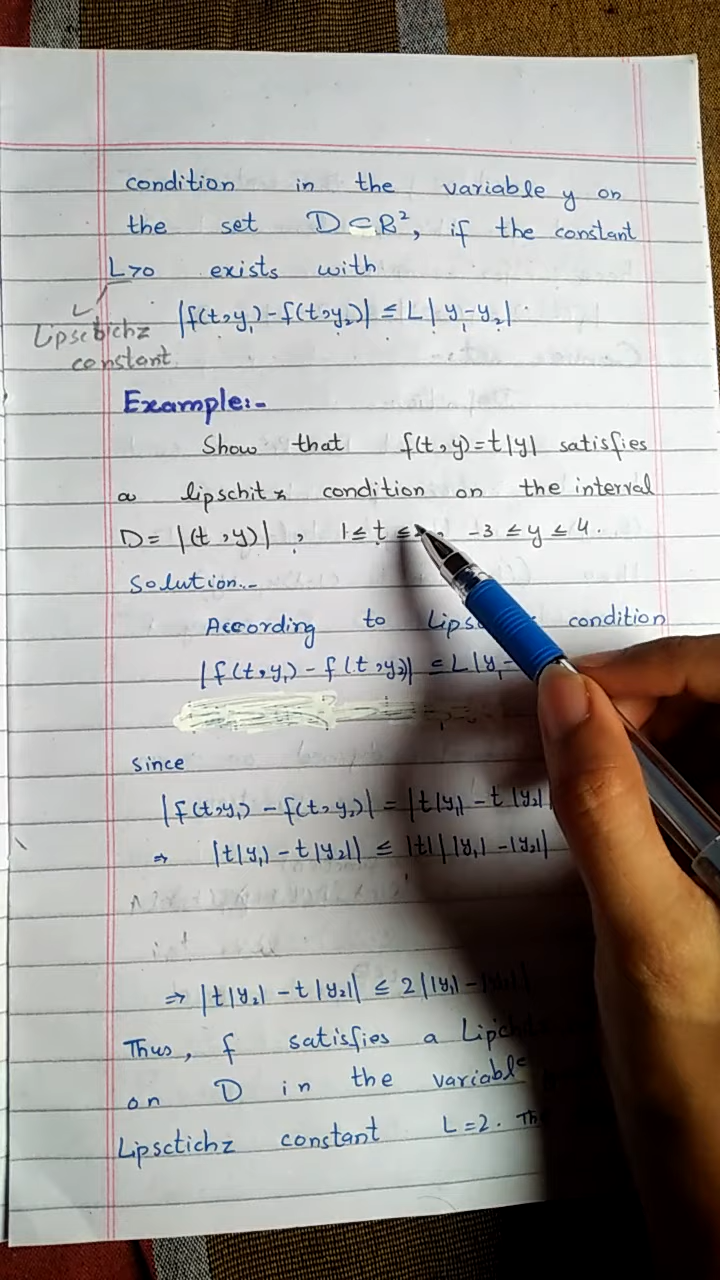 condition in the variable y on
the set D⊂R², if the constant
L>0 exists with
|f(t,y₁)-f(t,y₂)| ≤ L|y₁-y₂|.
L
Lipsctichz
constant.
Example:-
Show that f(t,y)=t|y| satisfies
a lipschitz condition on the interval
D= |(t,y)|, 1≤ t ≤ -3 ≤ y ≤ 4.
Solution:-
According to condition
|f(t,y₁) - f(t,y₂)| ≤ L|y₁-
since
|f(t,y₁) - f(t,y₂)| = |t|y₁| - t|y₂|
⇒ |t|y₁| - t|y₂|| ≤ |t| ||y₁| - |y₂||
⇒ |t|y₂| - t|y₂|| ≤ 2||y₁| -
Thus, f satisfies a
on D in the variable
Lipsctichz constant L=2.